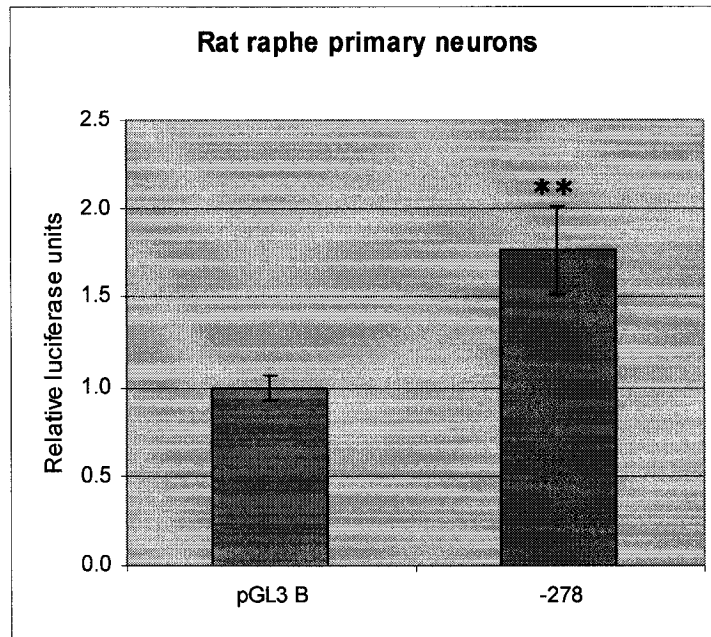 Rat raphe primary neurons
Relative luciferase units
2.5
2.0
1.5
1.0
0.5
0.0
**
pGL3 B
-278